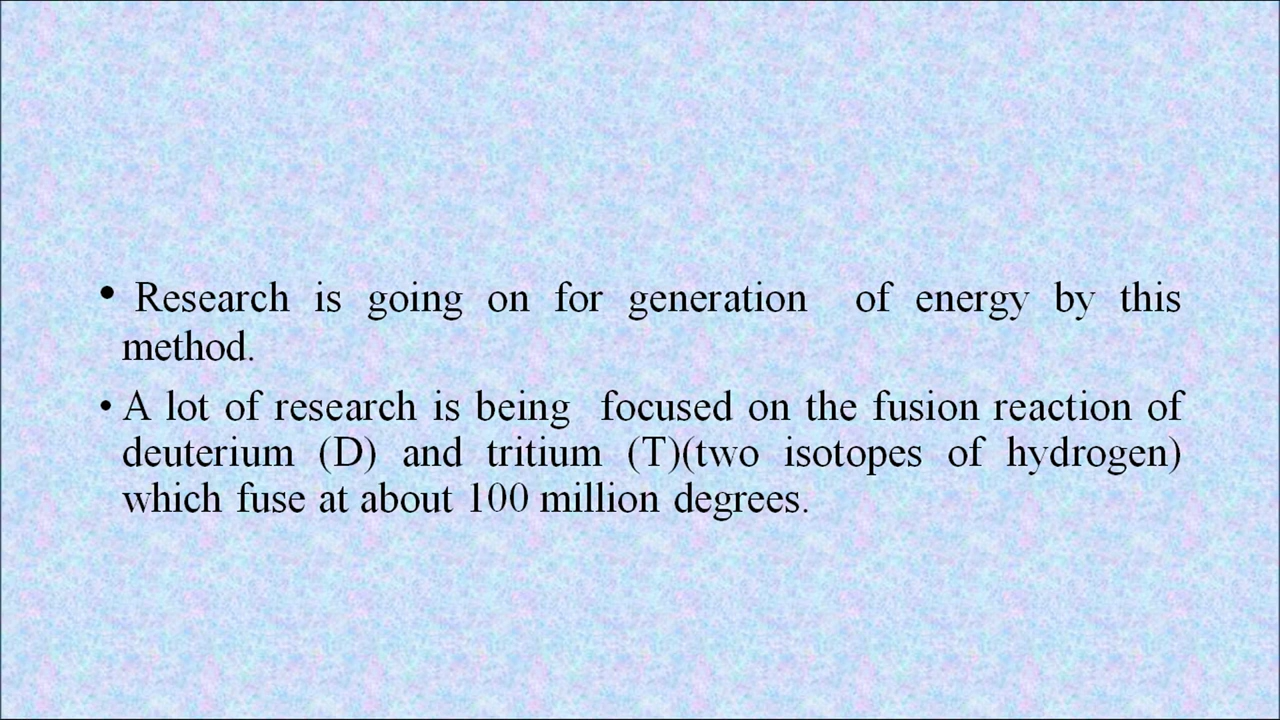 • Research is going on for generation of energy by this
method.
• A lot of research is being focused on the fusion reaction of
deuterium (D) and tritium (T)(two isotopes of hydrogen)
which fuse at about 100 million degrees.